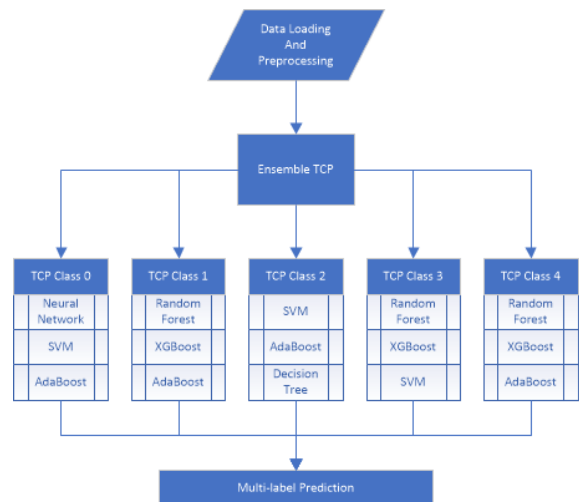 Data Loading
And
Preprocessing
Ensemble TCP
TCP Class 0
Neural
Network
SVM
AdaBoost
TCP Class 1
Random
Forest
XGBoost
AdaBoost
TCP Class 2
SVM
AdaBoost
Decision
Tree
TCP Class 3
Random
Forest
XGBoost
SVM
TCP Class 4
Random
Forest
XGBoost
AdaBoost
Multi-label Prediction